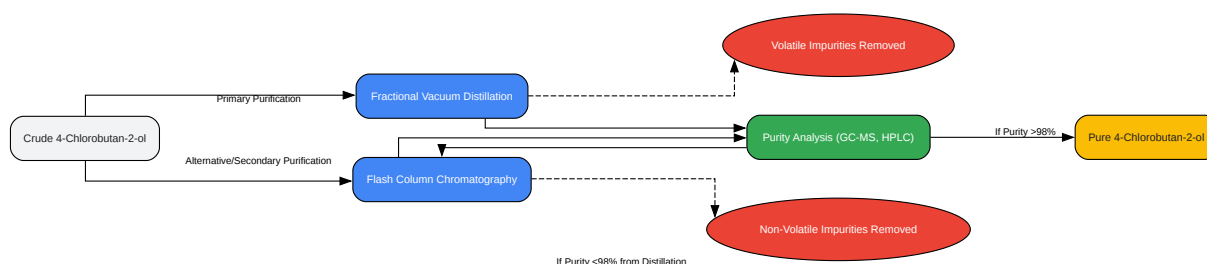 Volatile Impurities Removed
Fractional Vacuum Distillation
Primary Purification
Crude 4-Chlorobutan-2-ol
Purity Analysis (GC-MS, HPLC)
If Purity >98%
Pure 4-Chlorobutan-2-ol
Alternative/Secondary Purification
Flash Column Chromatography
Non-Volatile Impurities Removed
If Purity <98% from Distillation